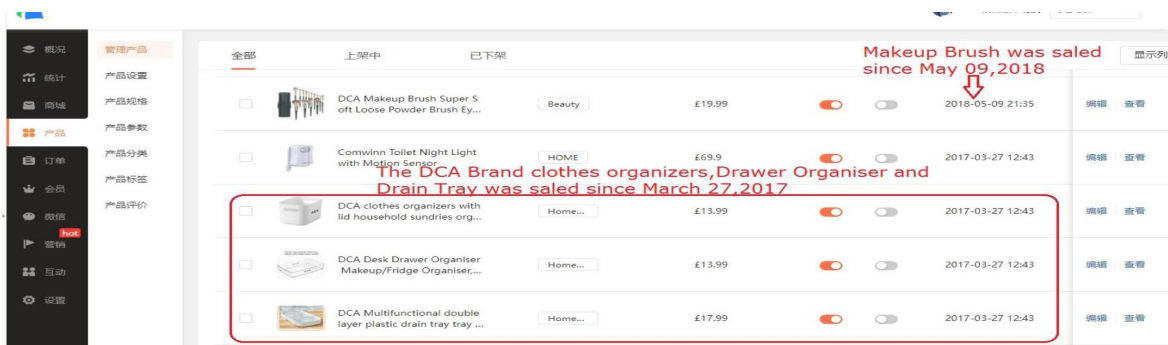 Makeup Brush was saled
since May 09,2018
显示列
概况
统计
商城
产品
订单
会员
微信
hot
营销
互动
设置
管理产品
产品设置
产品规格
产品参数
产品分类
产品标签
产品评价
全部 上架中 已下架
DCA Makeup Brush Super S
oft Loose Powder Brush Ey...
Beauty £19.99 2018-05-09 21:35 编辑 查看
Comwinn Toilet Night Light
with Motion Sensor
HOME £69.9 2017-03-27 12:43 编辑 查看
The DCA Brand clothes organizers,Drawer Organiser and
Drain Tray was saled since March 27,2017
DCA clothes organizers with
lid household sundries org...
Home... £13.99 2017-03-27 12:43 编辑 查看
DCA Desk Drawer Organiser
Makeup/Fridge Organiser,...
Home... £13.99 2017-03-27 12:43 编辑 查看
DCA Multifunctional double
layer plastic drain tray tray ...
Home... £17.99 2017-03-27 12:43 编辑 查看